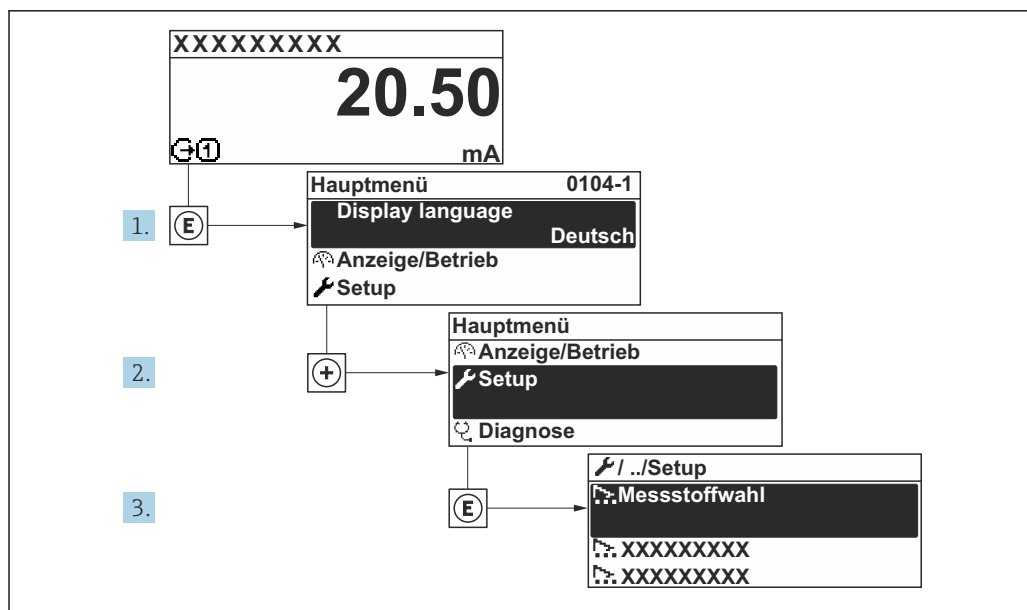 XXXXXXXXX
20.50
1
mA
Hauptmenü 0104-1
1. E
Display language
Deutsch
Anzeige/Betrieb
Setup
Hauptmenü
2. +
Anzeige/Betrieb
Setup
Diagnose
/ ../Setup
3. E
Messstoffwahl
XXXXXXXXX
XXXXXXXXX